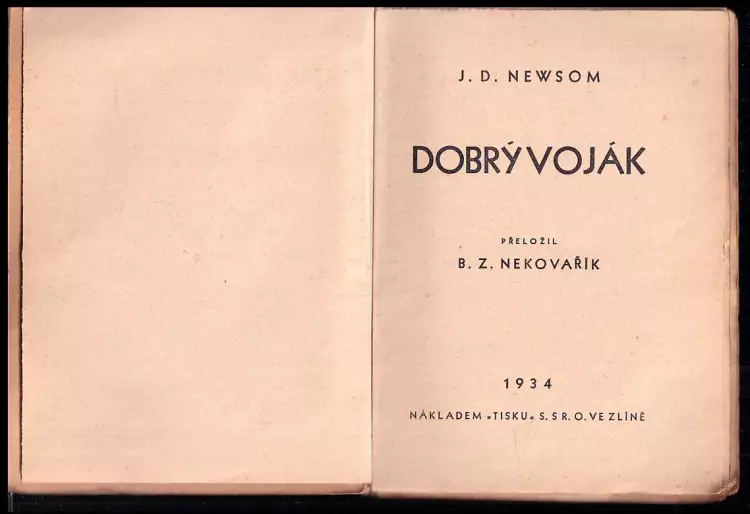 J. D. NEWSOM
DOBRÝ VOJÁK
PŘELOŽIL
B. Z. NEKOVAŘÍK
1934
NÁKLADEM »TISKU« S. S R. O. VE ZLÍNĚ